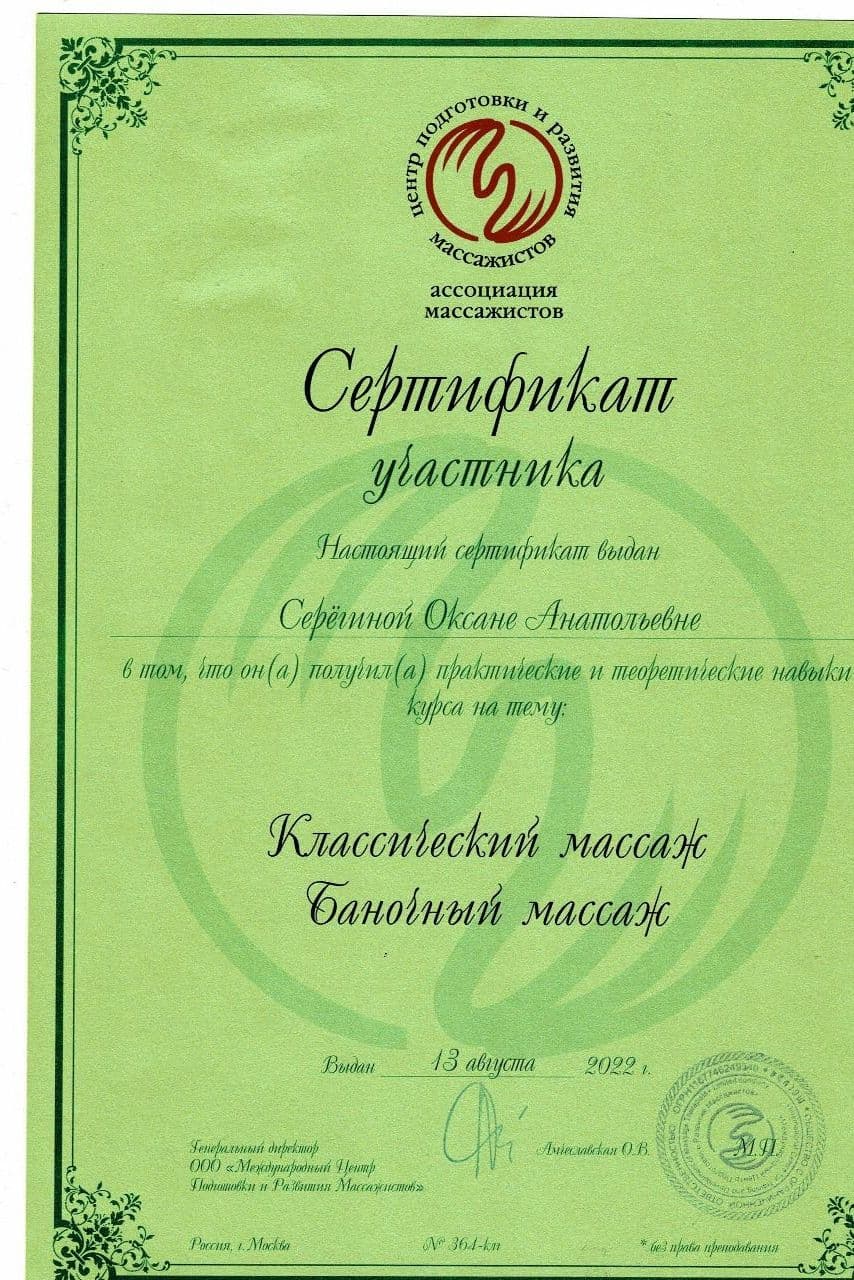 центр подготовки и развития
массажистов
ассоциация
массажистов
Сертификат
участника
Настоящий сертификат выдан
Серёгиной Оксане Анатольевне
в том, что он(а) получил(а) практические и теоретические навыки
курса на тему:
Классический массаж
Баночный массаж
Выдан 13 августа 2022 г.
Генеральный директор
ООО «Международный Центр
Подготовки и Развития Массажистов»
Амчеславская О.В.
М.П.
Россия, г. Москва
№ 364-кл
* без права преподавания